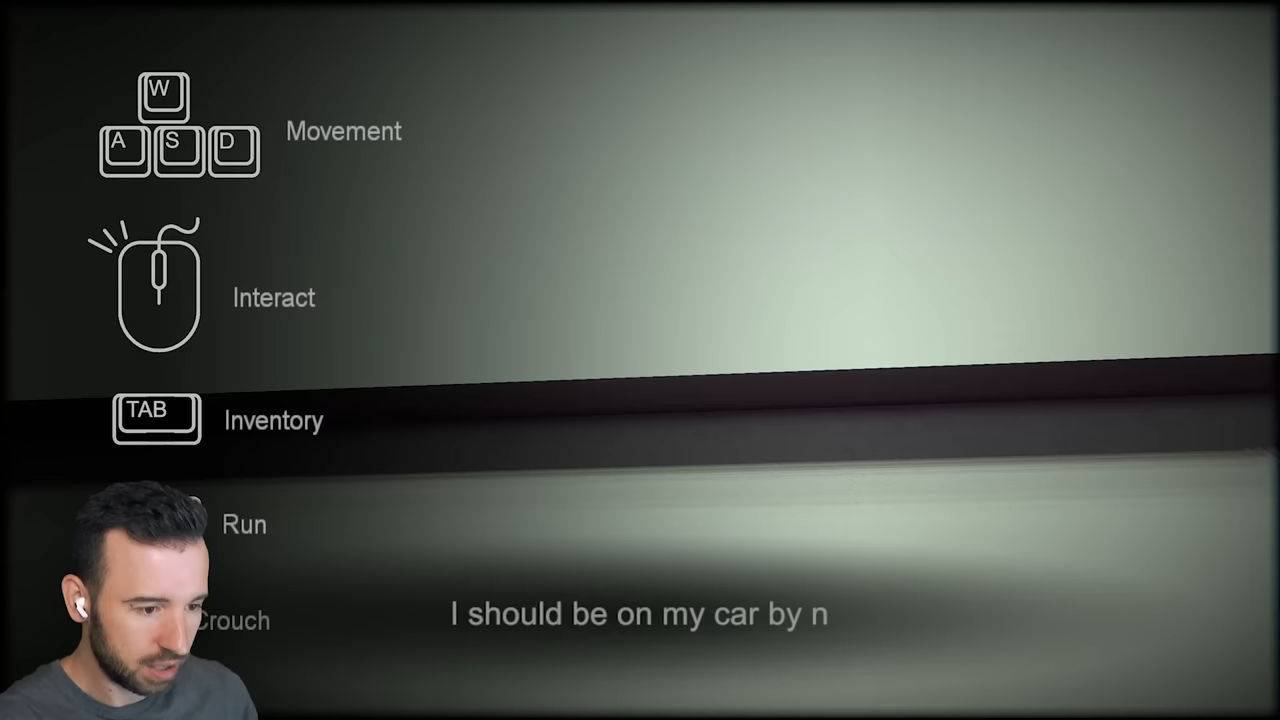 W
A S D
Movement
Interact
TAB
Inventory
Run
Crouch
I should be on my car by n